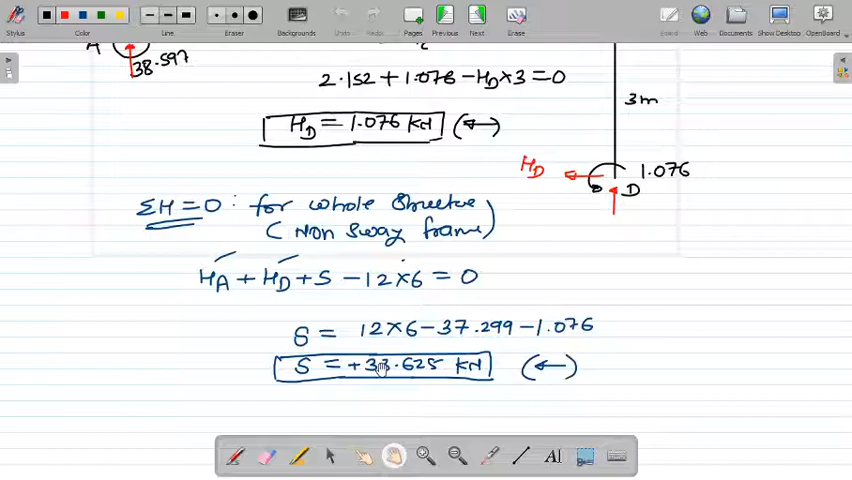 Stylus
Color
Line
Eraser
Backgrounds
Undo
Redo
Pages
Previous
Next
Erase
Board
Web
Documents
Show Desktop
OpenBoard
A
38.597
2.152 + 1.076 - HD × 3 = 0
HD = 1.076 KN (←)
3m
HD
1.076
D
ΣH = 0 : for whole structure
( Non Sway frame)
HA + HD + S - 12 × 6 = 0
S = 12×6 - 37.299 - 1.076
S = +33.625 KN (←)